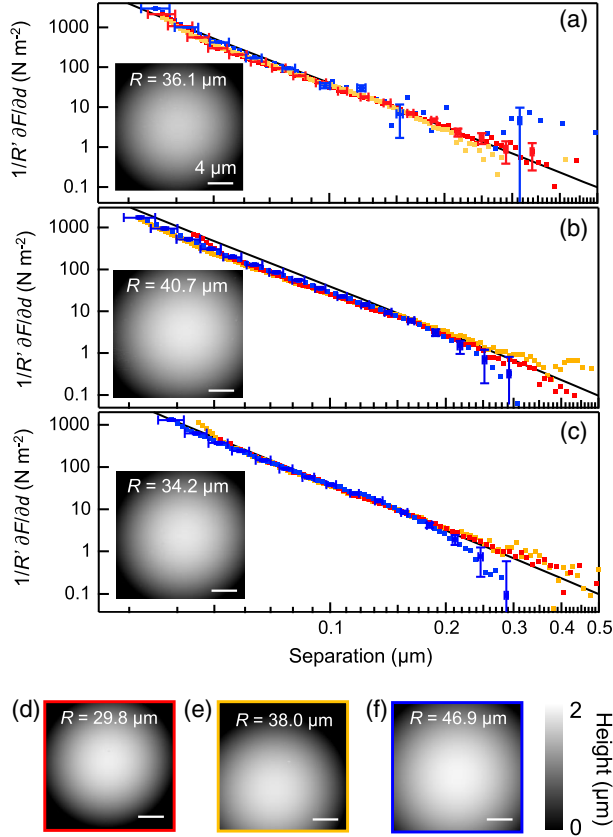 (a)
1000
100
10
1
0.1
1/R' ∂F/∂d (N m⁻²)
R = 36.1 µm
4 µm
(b)
1000
100
10
1
0.1
1/R' ∂F/∂d (N m⁻²)
R = 40.7 µm
(c)
1000
100
10
1
0.1
1/R' ∂F/∂d (N m⁻²)
R = 34.2 µm
0.1 0.2 0.3 0.4 0.5
Separation (µm)
(d) R = 29.8 µm
(e) R = 38.0 µm
(f) R = 46.9 µm
2
0
Height (µm)